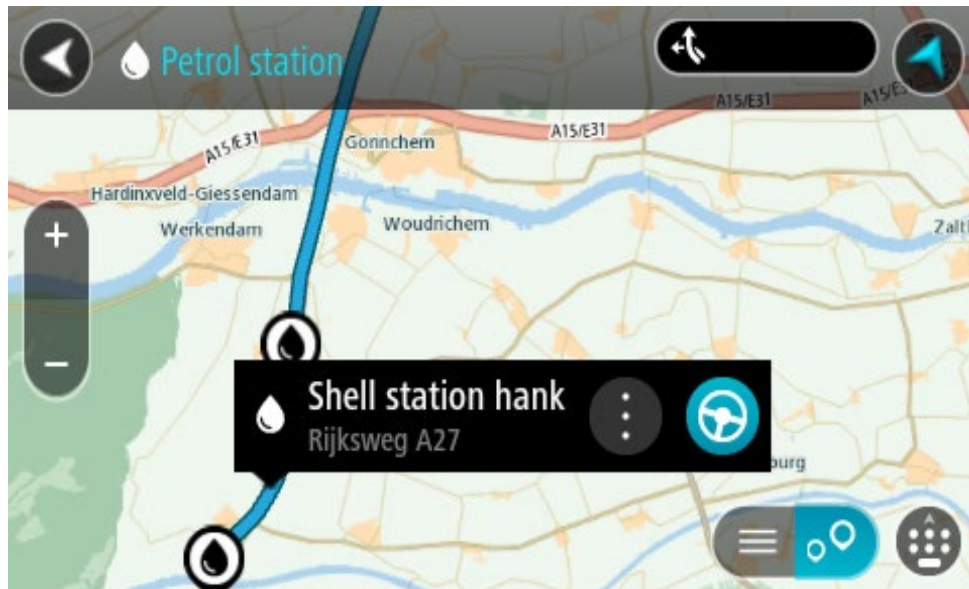 Petrol station
A15/E31
A15/E31
A15/E31
A15/E31
Gorinchem
Hardinxveld-Giessendam
Werkendam
Woudrichem
Zalt
Shell station hank
Rijksweg A27
burg
+
−